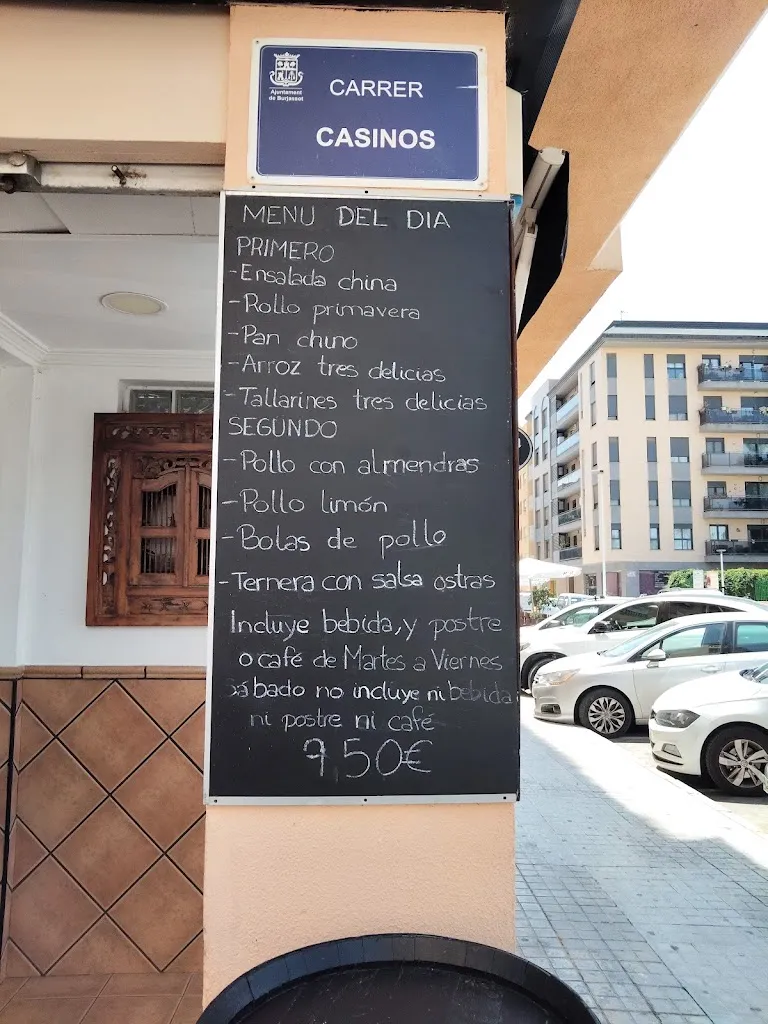 Ajuntament
de Burjassot
CARRER
CASINOS
MENU DEL DIA
PRIMERO
-Ensalada china
-Rollo primavera
-Pan chino
-Arroz tres delicias
-Tallarines tres delicias
SEGUNDO
-Pollo con almendras
-Pollo limón
-Bolas de pollo
-Ternera con salsa ostras
Incluye bebida, y postre
o café de Martes a Viernes
sábado no incluye ni bebida
ni postre ni café
9,50€